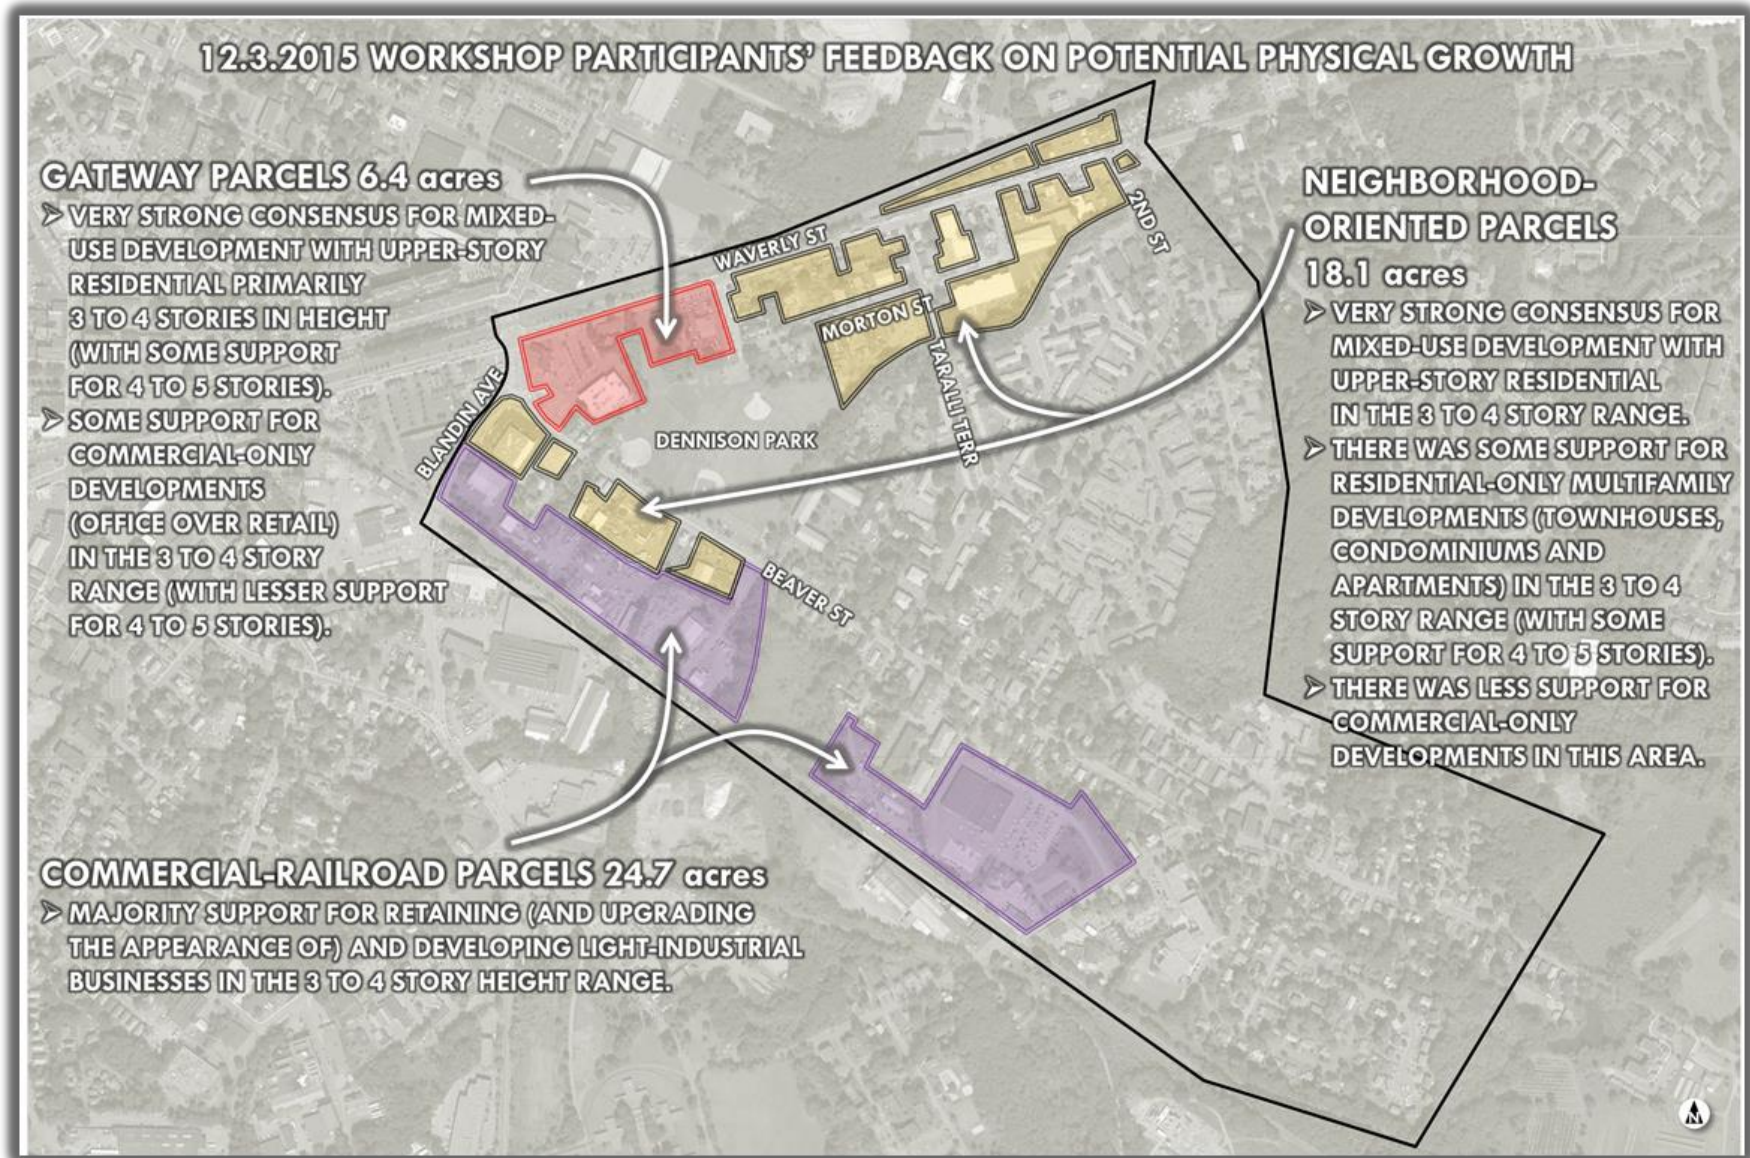 12.3.2015 WORKSHOP PARTICIPANTS' FEEDBACK ON POTENTIAL PHYSICAL GROWTH
GATEWAY PARCELS 6.4 acres
➢ VERY STRONG CONSENSUS FOR MIXED-
USE DEVELOPMENT WITH UPPER-STORY
RESIDENTIAL PRIMARILY
3 TO 4 STORIES IN HEIGHT
(WITH SOME SUPPORT
FOR 4 TO 5 STORIES).
➢ SOME SUPPORT FOR
COMMERCIAL-ONLY
DEVELOPMENTS
(OFFICE OVER RETAIL)
IN THE 3 TO 4 STORY
RANGE (WITH LESSER SUPPORT
FOR 4 TO 5 STORIES).
WAVERLY ST
2ND ST
MORTON ST
TARALLI TERR
BLANDIN AVE
DENNISON PARK
BEAVER ST
NEIGHBORHOOD-
ORIENTED PARCELS
18.1 acres
➢ VERY STRONG CONSENSUS FOR
MIXED-USE DEVELOPMENT WITH
UPPER-STORY RESIDENTIAL
IN THE 3 TO 4 STORY RANGE.
➢ THERE WAS SOME SUPPORT FOR
RESIDENTIAL-ONLY MULTIFAMILY
DEVELOPMENTS (TOWNHOUSES,
CONDOMINIUMS AND
APARTMENTS) IN THE 3 TO 4
STORY RANGE (WITH SOME
SUPPORT FOR 4 TO 5 STORIES).
➢ THERE WAS LESS SUPPORT FOR
COMMERCIAL-ONLY
DEVELOPMENTS IN THIS AREA.
COMMERCIAL-RAILROAD PARCELS 24.7 acres
➢ MAJORITY SUPPORT FOR RETAINING (AND UPGRADING
THE APPEARANCE OF) AND DEVELOPING LIGHT-INDUSTRIAL
BUSINESSES IN THE 3 TO 4 STORY HEIGHT RANGE.
N